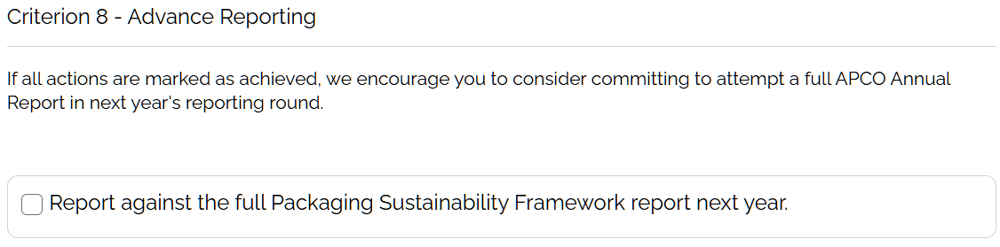 Criterion 8 - Advance Reporting
If all actions are marked as achieved, we encourage you to consider committing to attempt a full APCO Annual
Report in next year's reporting round.
Report against the full Packaging Sustainability Framework report next year.